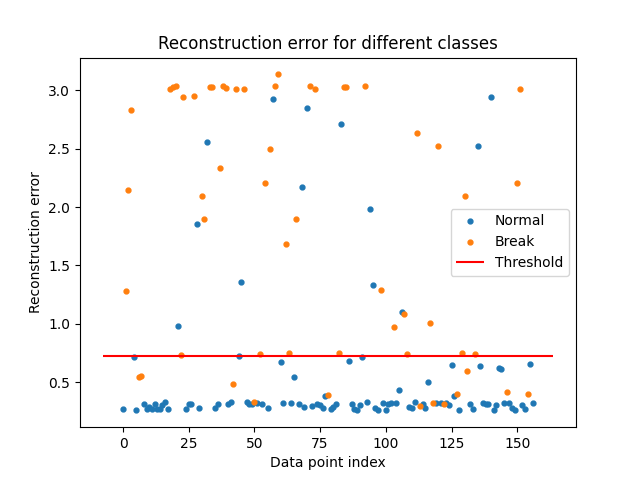 Reconstruction error for different classes
Reconstruction error
3.0
2.5
2.0
1.5
1.0
0.5
Normal
Break
Threshold
0 25 50 75 100 125 150
Data point index